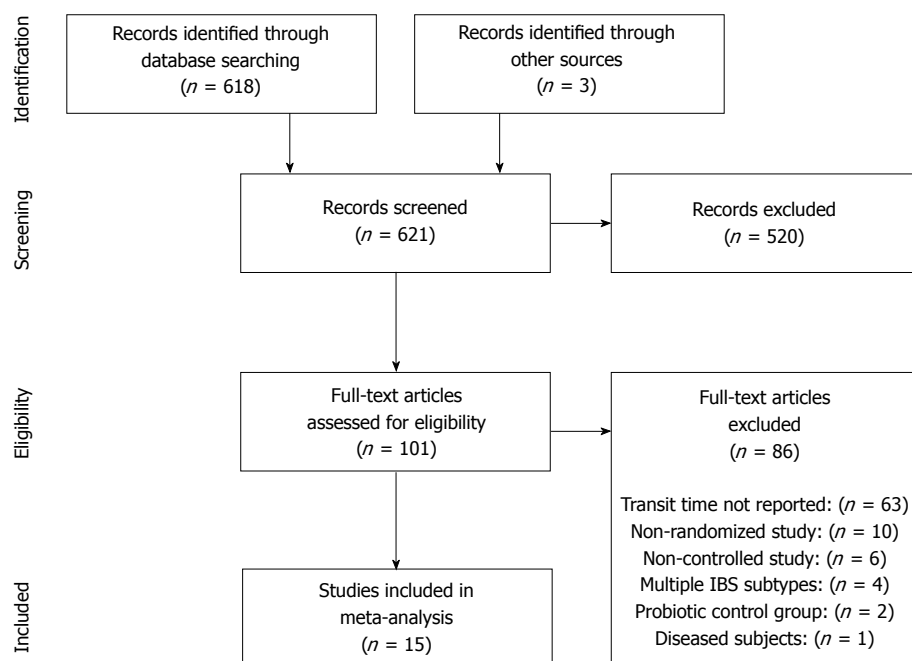 Identification
Records identified through
database searching
(n = 618)
Records identified through
other sources
(n = 3)
Screening
Records screened
(n = 621)
Records excluded
(n = 520)
Eligibility
Full-text articles
assessed for eligibility
(n = 101)
Full-text articles
excluded
(n = 86)
Transit time not reported: (n = 63)
Non-randomized study: (n = 10)
Non-controlled study: (n = 6)
Multiple IBS subtypes: (n = 4)
Probiotic control group: (n = 2)
Diseased subjects: (n = 1)
Included
Studies included in
meta-analysis
(n = 15)